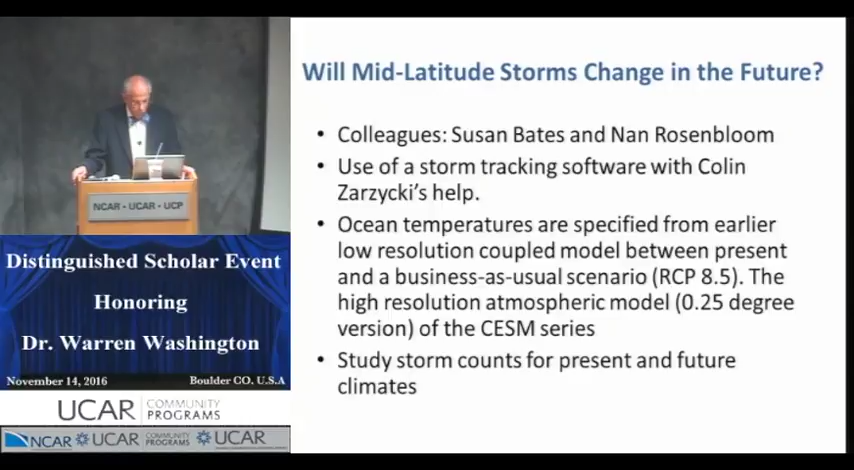 NCAR - UCAR - UCP
Distinguished Scholar Event
Honoring
Dr. Warren Washington
November 14, 2016
Boulder CO, U.S.A
UCAR COMMUNITY PROGRAMS
NCAR UCAR COMMUNITY PROGRAMS UCAR
Will Mid-Latitude Storms Change in the Future?
• Colleagues: Susan Bates and Nan Rosenbloom
• Use of a storm tracking software with Colin
Zarzycki's help.
• Ocean temperatures are specified from earlier
low resolution coupled model between present
and a business-as-usual scenario (RCP 8.5). The
high resolution atmospheric model (0.25 degree
version) of the CESM series
• Study storm counts for present and future
climates